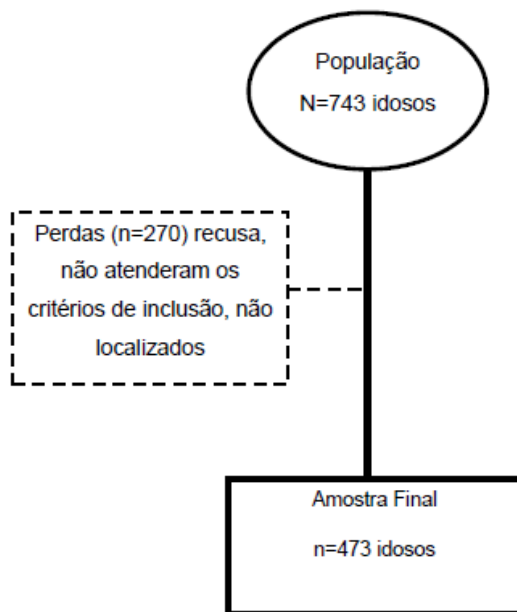 População
N=743 idosos
Perdas (n=270) recusa,
não atenderam os
critérios de inclusão, não
localizados
Amostra Final
n=473 idosos